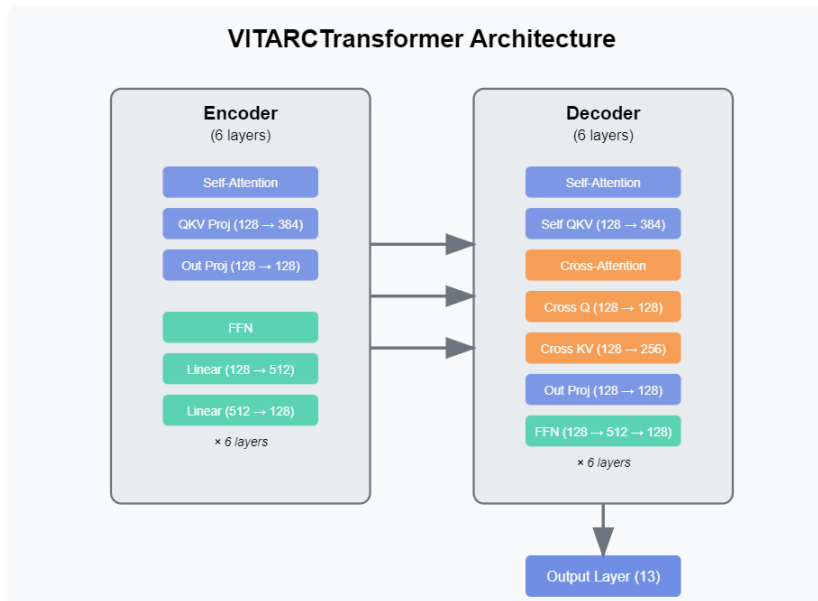 VITARCTransformer Architecture
Encoder
(6 layers)
Self-Attention
QKV Proj (128 → 384)
Out Proj (128 → 128)
FFN
Linear (128 → 512)
Linear (512 → 128)
× 6 layers
Decoder
(6 layers)
Self-Attention
Self QKV (128 → 384)
Cross-Attention
Cross Q (128 → 128)
Cross KV (128 → 256)
Out Proj (128 → 128)
FFN (128 → 512 → 128)
× 6 layers
Output Layer (13)